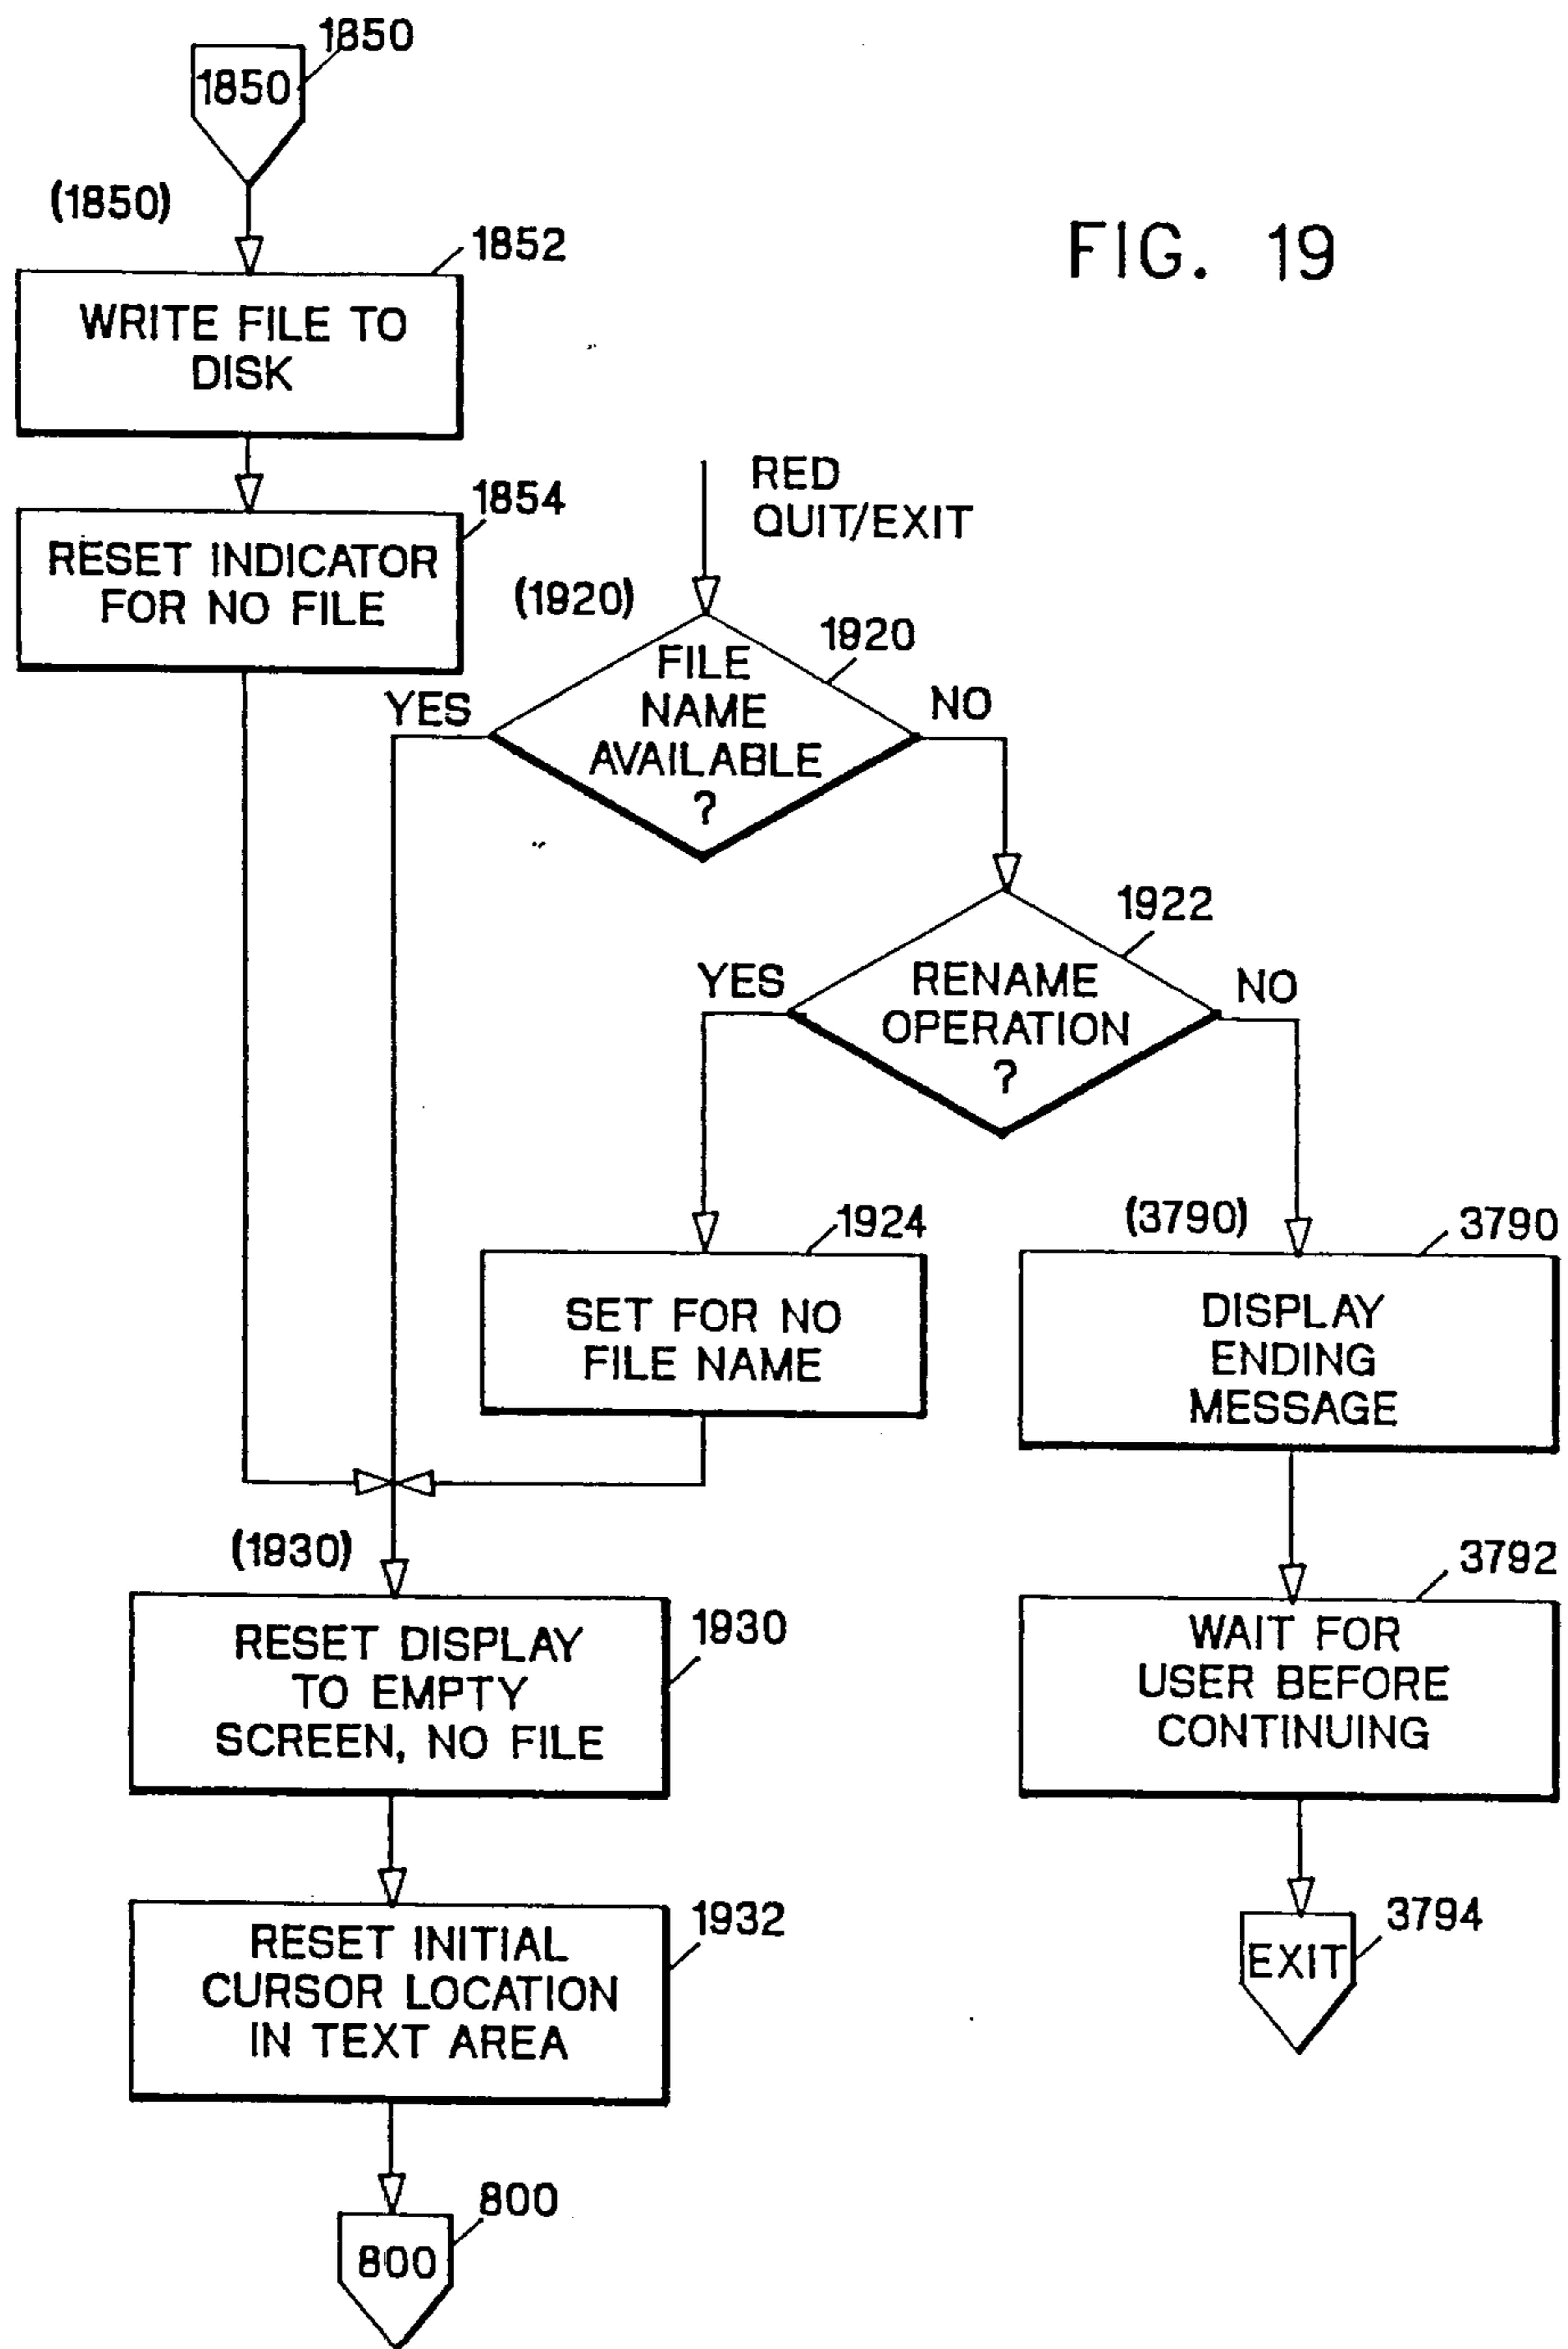 1850
1850
(1850)
FIG. 19
1852
WRITE FILE TO
DISK
1854
RESET INDICATOR
FOR NO FILE
RED
QUIT/EXIT
(1920)
1920
FILE
NAME
AVAILABLE
?
YES
NO
1922
RENAME
OPERATION
?
YES
NO
1924
SET FOR NO
FILE NAME
(3790)
3790
DISPLAY
ENDING
MESSAGE
(1930)
1930
RESET DISPLAY
TO EMPTY
SCREEN, NO FILE
3792
WAIT FOR
USER BEFORE
CONTINUING
1932
RESET INITIAL
CURSOR LOCATION
IN TEXT AREA
3794
EXIT
800
800